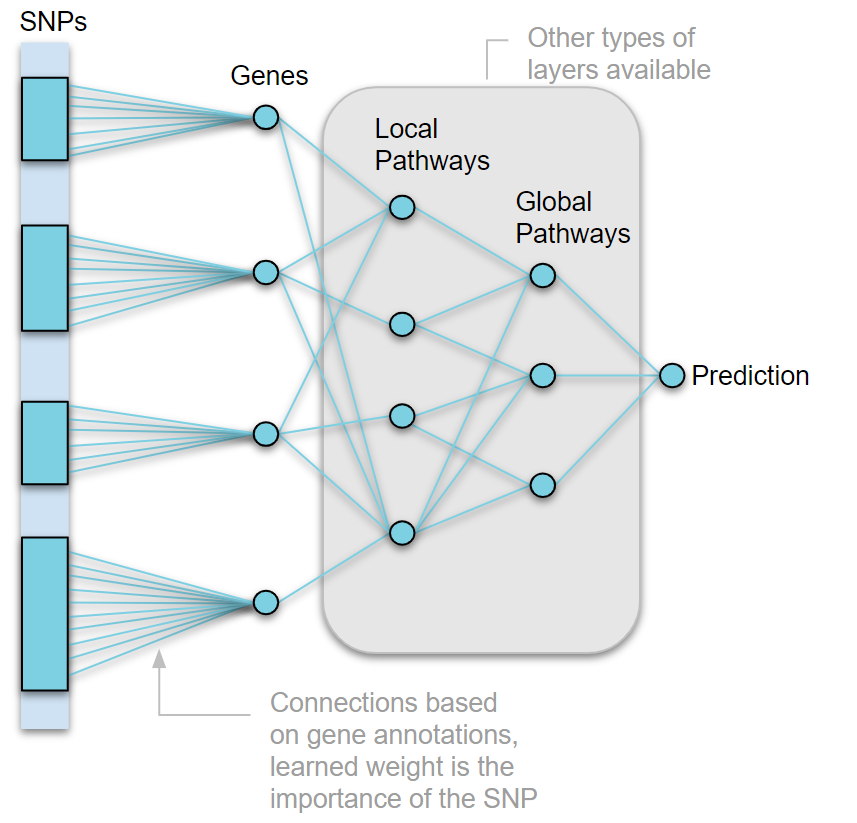 SNPs
Genes
Other types of
layers available
Local
Pathways
Global
Pathways
Prediction
Connections based
on gene annotations,
learned weight is the
importance of the SNP